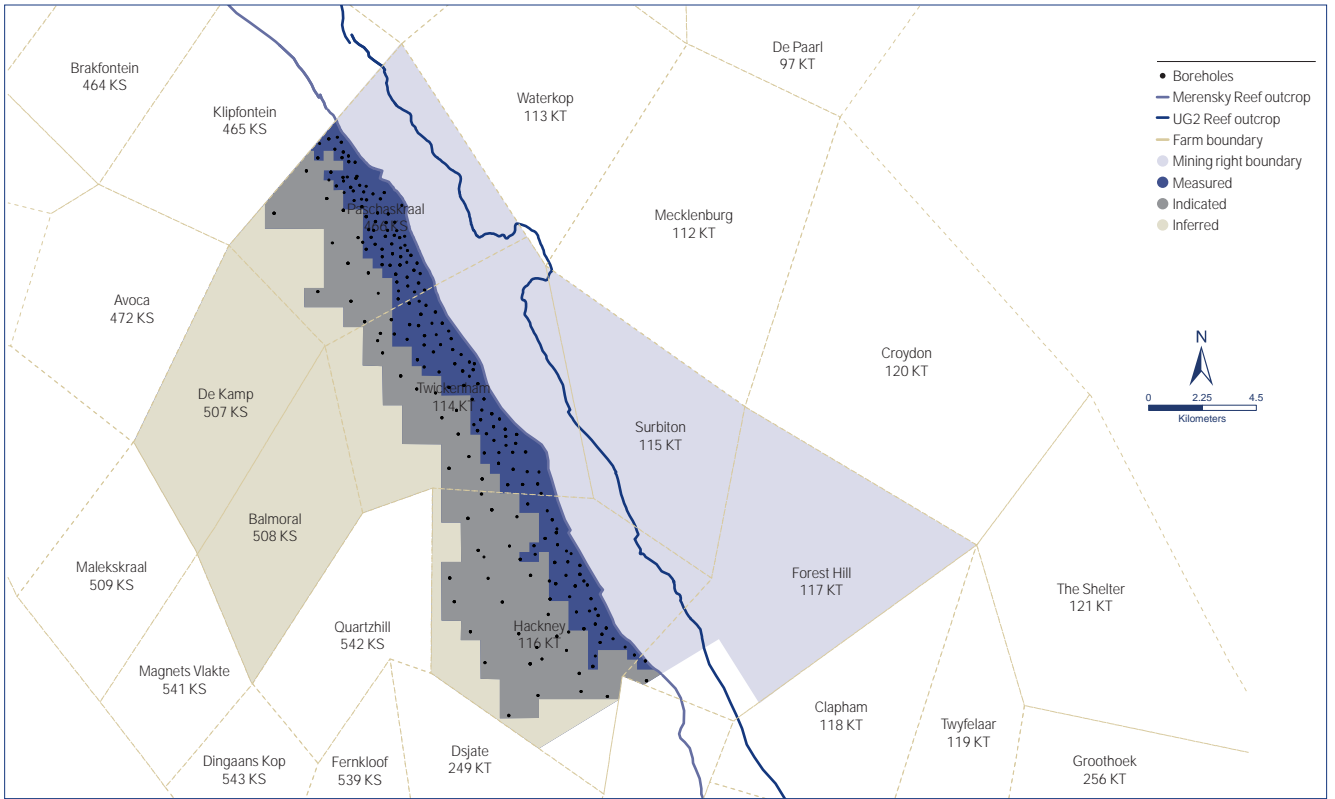 De Paarl
97 KT
Brakfontein
464 KS
Klipfontein
465 KS
Waterkop
113 KT
Boreholes
Merensky Reef outcrop
UG2 Reef outcrop
Farm boundary
Mining right boundary
Measured
Indicated
Inferred
Paschaskraal
466 KS
Mecklenburg
112 KT
Avoca
472 KS
Croydon
120 KT
N
0 2.25 4.5
Kilometers
De Kamp
507 KS
Twickenham
114 KT
Surbiton
115 KT
Balmoral
508 KS
Malekskraal
509 KS
Forest Hill
117 KT
The Shelter
121 KT
Quartzhill
542 KS
Hackney
116 KT
Magnets Vlakte
541 KS
Clapham
118 KT
Twyfelaar
119 KT
Dingaans Kop
543 KS
Fernkloof
539 KS
Dsjate
249 KT
Groothoek
256 KT